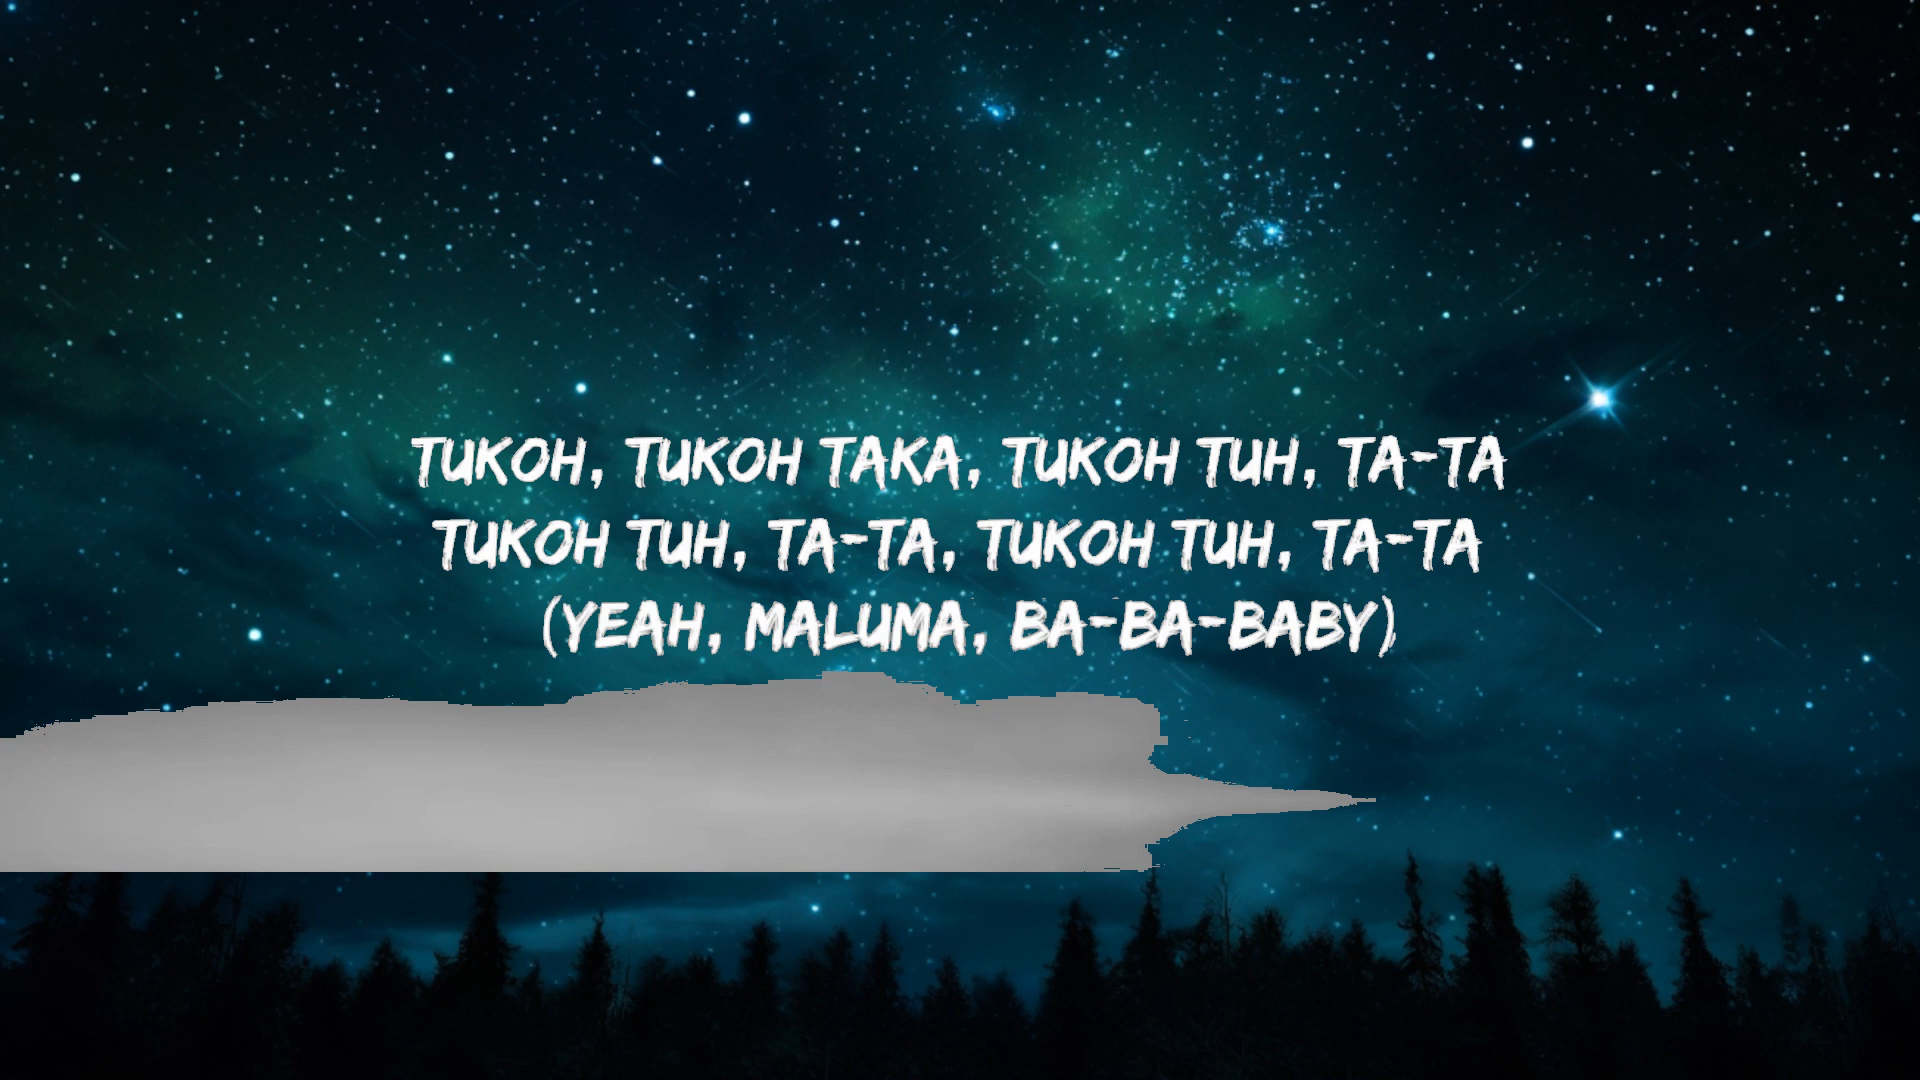 TUKOH, TUKOH TAKA, TUKOH TUH, TA-TA
TUKOH TUH, TA-TA, TUKOH TUH, TA-TA
(YEAH, MALUMA, BA-BA-BABY)